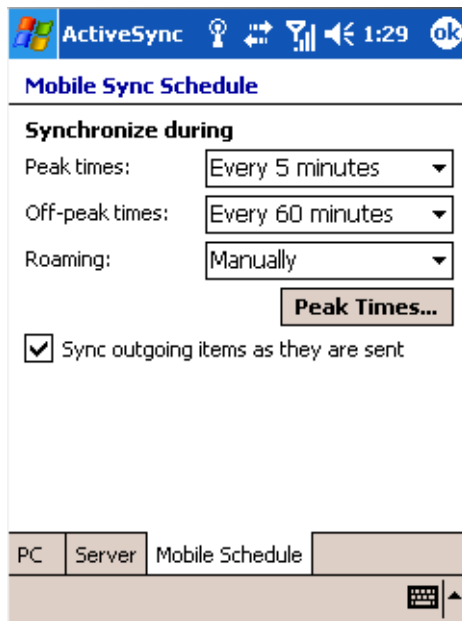 ActiveSync 1:29 ok
Mobile Sync Schedule
Synchronize during
Peak times: Every 5 minutes
Off-peak times: Every 60 minutes
Roaming: Manually
Peak Times...
Sync outgoing items as they are sent
PC Server Mobile Schedule